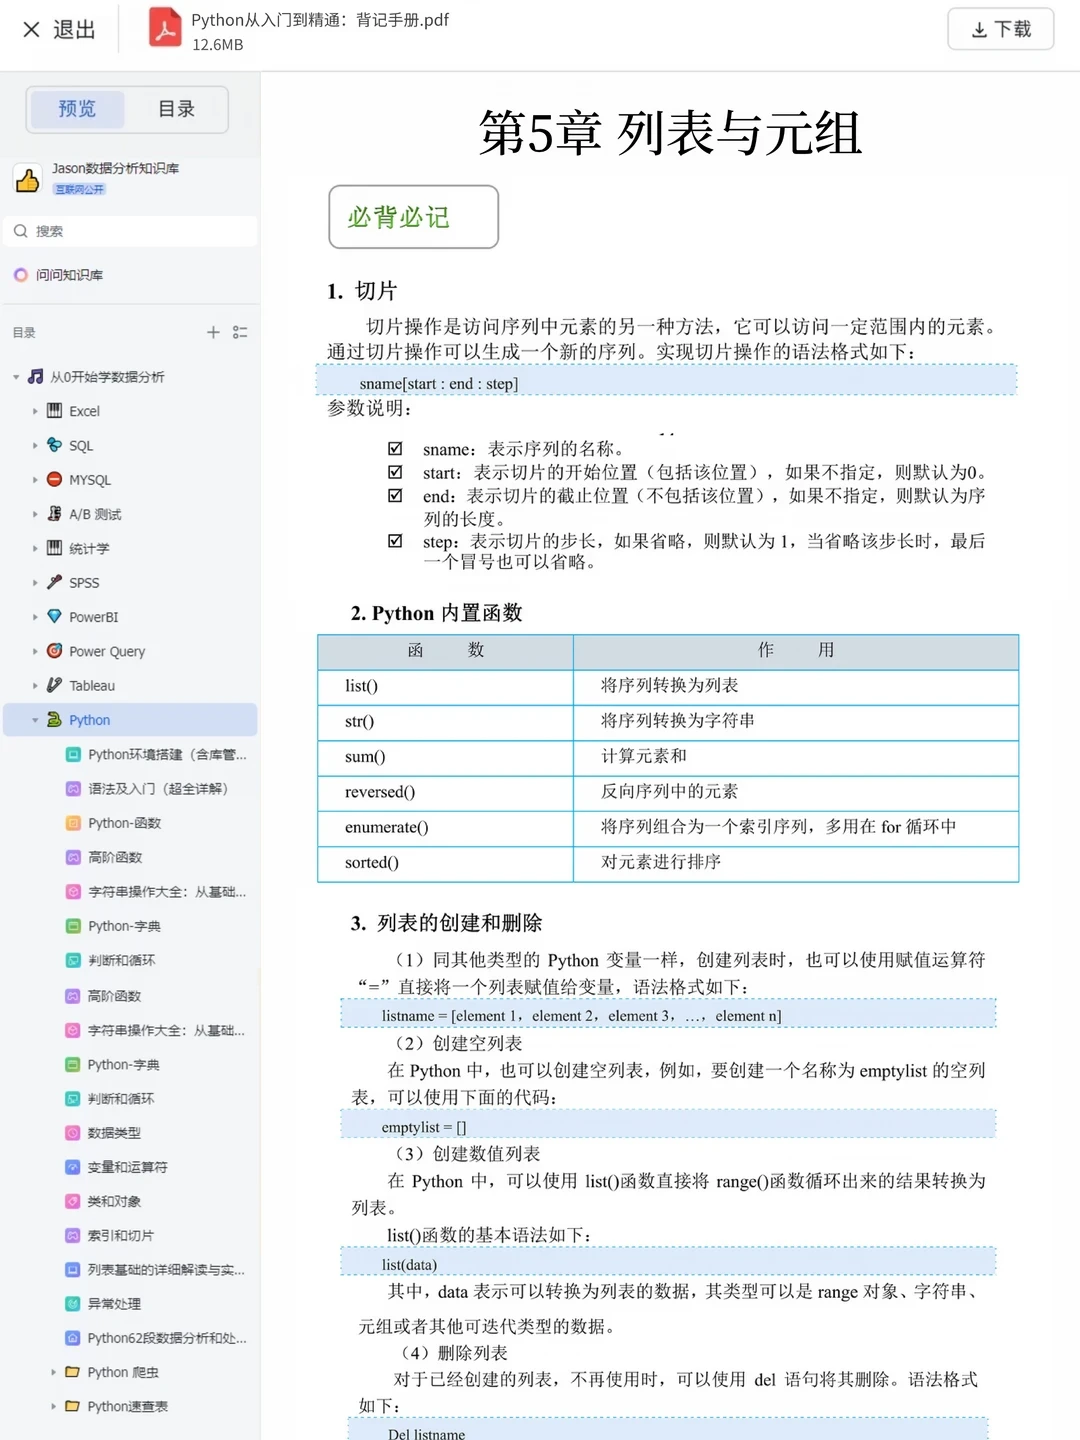 退出
Python从入门到精通：背记手册.pdf
12.6MB
下载
预览
目录
Jason数据分析知识库
互联网公开
搜索
问问知识库
目录
从0开始学数据分析
Excel
SQL
MYSQL
A/B 测试
统计学
SPSS
PowerBI
Power Query
Tableau
Python
Python环境搭建（含库管...
语法及入门（超全详解）
Python-函数
高阶函数
字符串操作大全：从基础...
Python-字典
判断和循环
高阶函数
字符串操作大全：从基础...
Python-字典
判断和循环
数据类型
变量和运算符
类和对象
索引和切片
列表基础的详细解读与实...
异常处理
Python62段数据分析和处...
Python 爬虫
Python速查表
第5章 列表与元组
必背必记
1. 切片
切片操作是访问序列中元素的另一种方法，它可以访问一定范围内的元素。
通过切片操作可以生成一个新的序列。实现切片操作的语法格式如下：
sname[start : end : step]
参数说明：
☑ sname：表示序列的名称。
☑ start：表示切片的开始位置（包括该位置），如果不指定，则默认为0。
☑ end：表示切片的截止位置（不包括该位置），如果不指定，则默认为序
列的长度。
☑ step：表示切片的步长，如果省略，则默认为 1，当省略该步长时，最后
一个冒号也可以省略。
2. Python 内置函数
函 数 作 用
list() 将序列转换为列表
str() 将序列转换为字符串
sum() 计算元素和
reversed() 反向序列中的元素
enumerate() 将序列组合为一个索引序列，多用在 for 循环中
sorted() 对元素进行排序
3. 列表的创建和删除
（1）同其他类型的 Python 变量一样，创建列表时，也可以使用赋值运算符
“=”直接将一个列表赋值给变量，语法格式如下：
listname = [element 1，element 2，element 3，…，element n]
（2）创建空列表
在 Python 中，也可以创建空列表，例如，要创建一个名称为 emptylist 的空列
表，可以使用下面的代码：
emptylist = []
（3）创建数值列表
在 Python 中，可以使用 list()函数直接将 range()函数循环出来的结果转换为
列表。
list()函数的基本语法如下：
list(data)
其中，data 表示可以转换为列表的数据，其类型可以是 range 对象、字符串、
元组或者其他可迭代类型的数据。
（4）删除列表
对于已经创建的列表，不再使用时，可以使用 del 语句将其删除。语法格式
如下：
Del listname